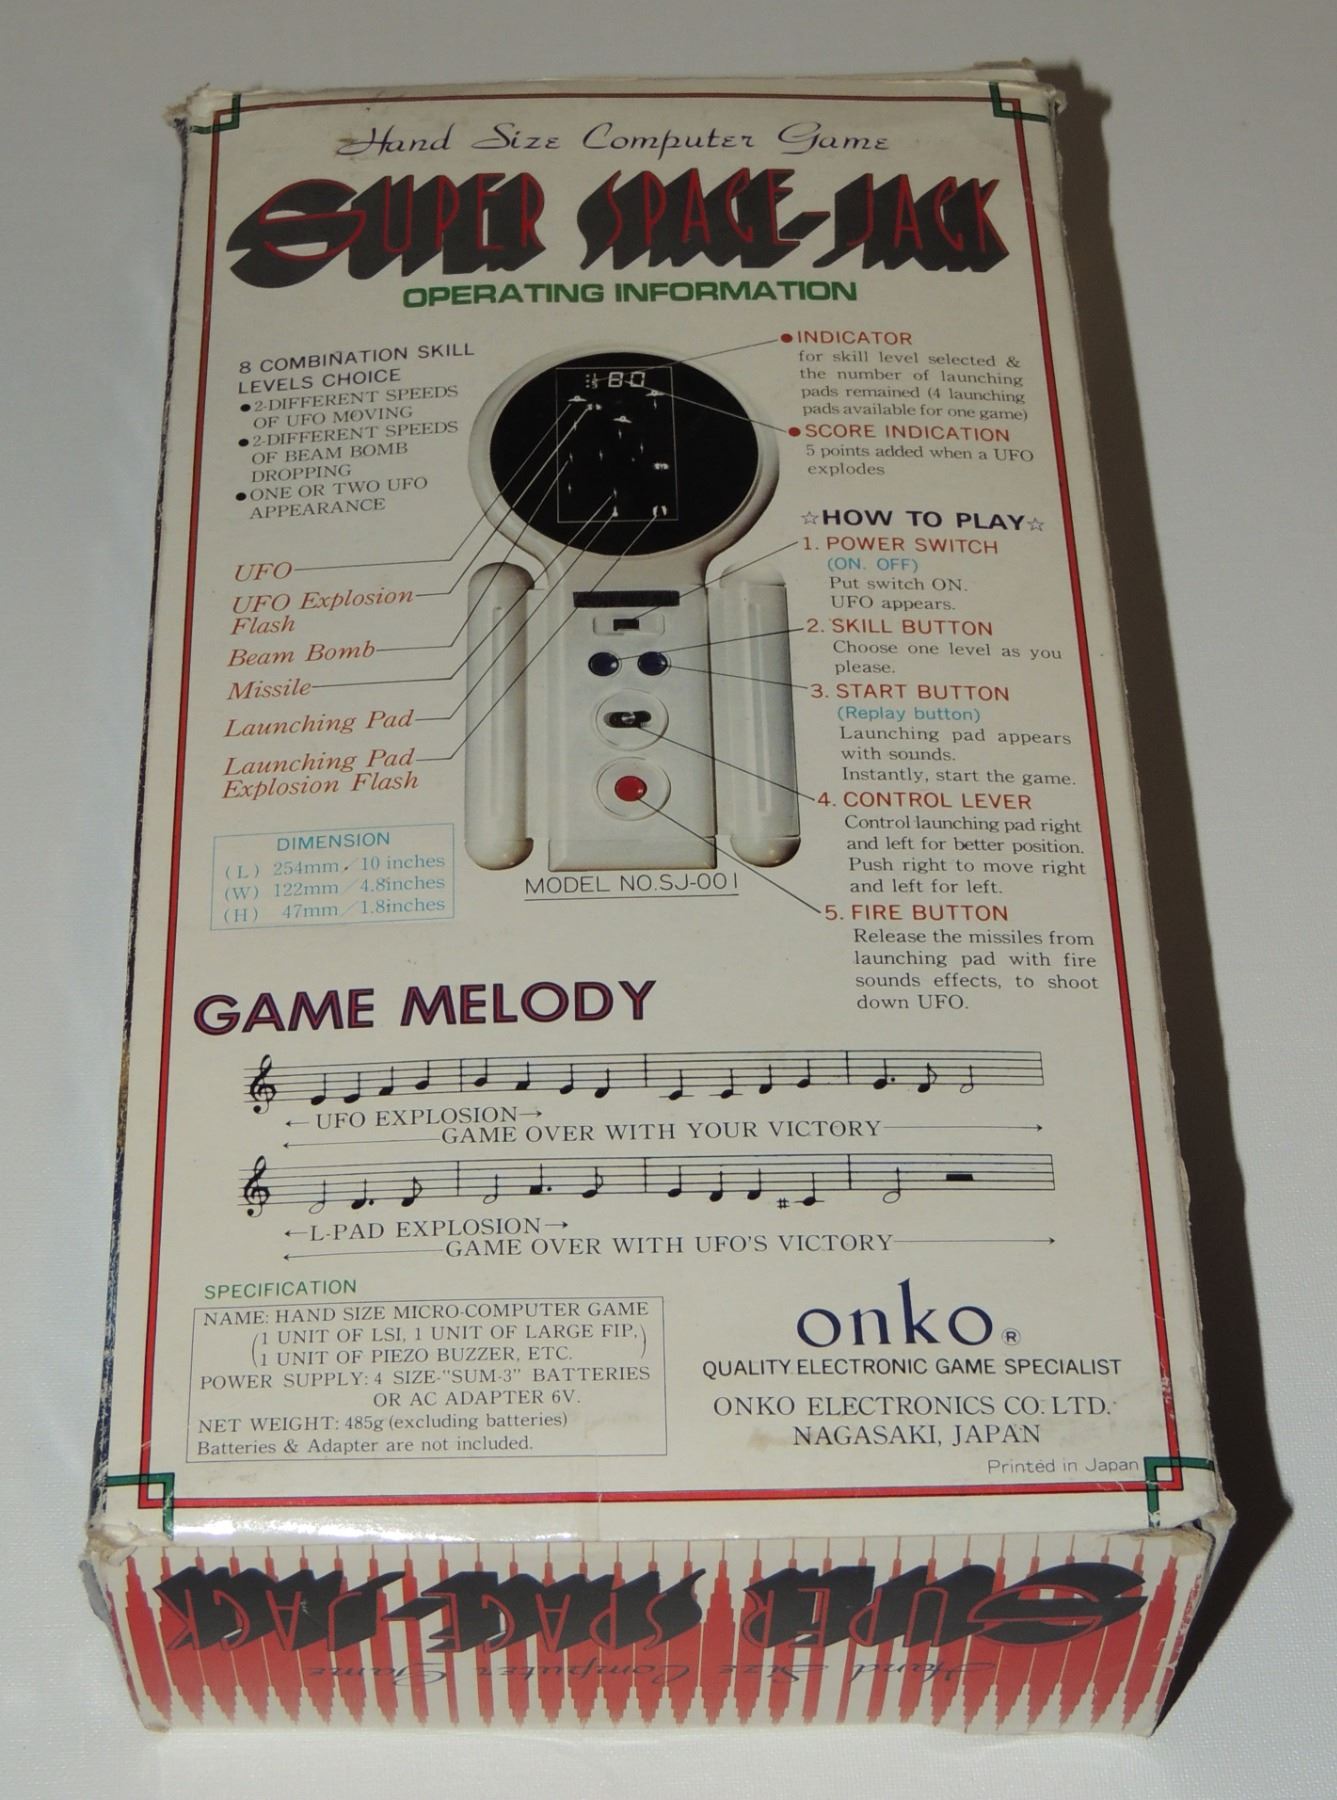 Hand Size Computer Game
SUPER SPACE-JACK
OPERATING INFORMATION
8 COMBINATION SKILL
LEVELS CHOICE
●2-DIFFERENT SPEEDS
OF UFO MOVING
●2-DIFFERENT SPEEDS
OF BEAM BOMB
DROPPING
●ONE OR TWO UFO
APPEARANCE
UFO
UFO Explosion
Flash
Beam Bomb
Missile
Launching Pad
Launching Pad
Explosion Flash
DIMENSION
(L) 254mm/10 inches
(W) 122mm/4.8inches
(H) 47mm/1.8inches
180
MODEL NO.SJ-001
●INDICATOR
for skill level selected &
the number of launching
pads remained (4 launching
pads available for one game)
●SCORE INDICATION
5 points added when a UFO
explodes
☆HOW TO PLAY☆
1. POWER SWITCH
(ON. OFF)
Put switch ON.
UFO appears.
2. SKILL BUTTON
Choose one level as you
please.
3. START BUTTON
(Replay button)
Launching pad appears
with sounds.
Instantly, start the game.
4. CONTROL LEVER
Control launching pad right
and left for better position.
Push right to move right
and left for left.
5. FIRE BUTTON
Release the missiles from
launching pad with fire
sounds effects, to shoot
down UFO.
GAME MELODY
←UFO EXPLOSION→
GAME OVER WITH YOUR VICTORY
←L-PAD EXPLOSION→
GAME OVER WITH UFO'S VICTORY
SPECIFICATION
NAME: HAND SIZE MICRO-COMPUTER GAME
(1 UNIT OF LSI, 1 UNIT OF LARGE FIP,
1 UNIT OF PIEZO BUZZER, ETC.)
POWER SUPPLY: 4 SIZE-"SUM-3" BATTERIES
OR AC ADAPTER 6V.
NET WEIGHT: 485g (excluding batteries)
Batteries & Adapter are not included.
onko®
QUALITY ELECTRONIC GAME SPECIALIST
ONKO ELECTRONICS CO. LTD.
NAGASAKI, JAPAN
Printed in Japan
SUPER SPACE-JACK
Hand Size Computer Game